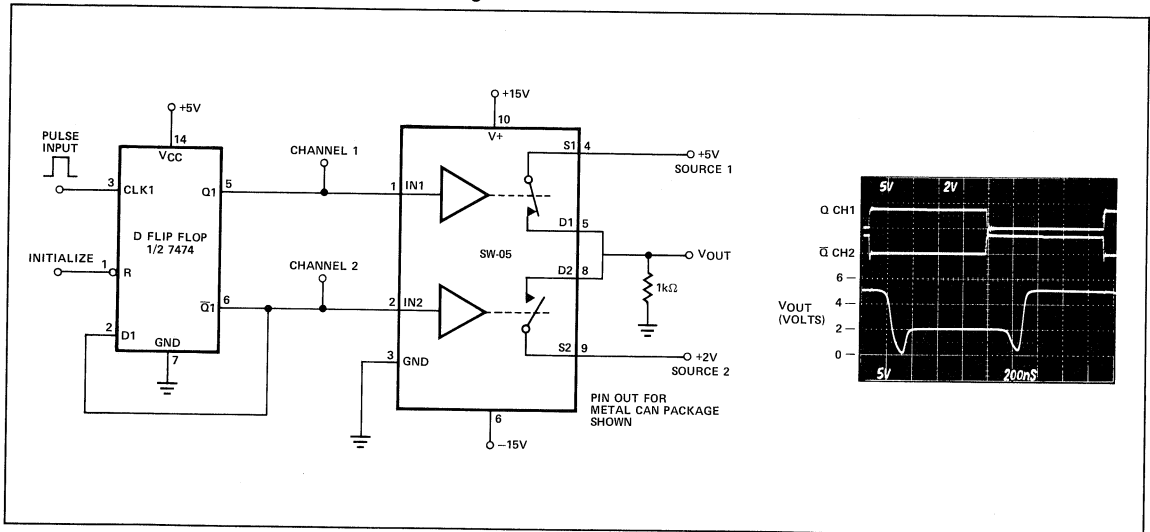 +5V
14
VCC
PULSE
INPUT
3
CLK1
Q1
5
D FLIP FLOP
1/2 7474
INITIALIZE
1
R
Q̅1
6
2
D1
GND
7
CHANNEL 1
CHANNEL 2
+15V
10
V+
1
IN1
S1
4
+5V
SOURCE 1
D1
5
SW-05
VOUT
D2
8
1kΩ
2
IN2
3
GND
S2
9
+2V
SOURCE 2
6
−15V
PIN OUT FOR
METAL CAN PACKAGE
SHOWN
5V 2V
Q CH1
Q̅ CH2
6
VOUT
(VOLTS)
4
2
0
5V 200nS